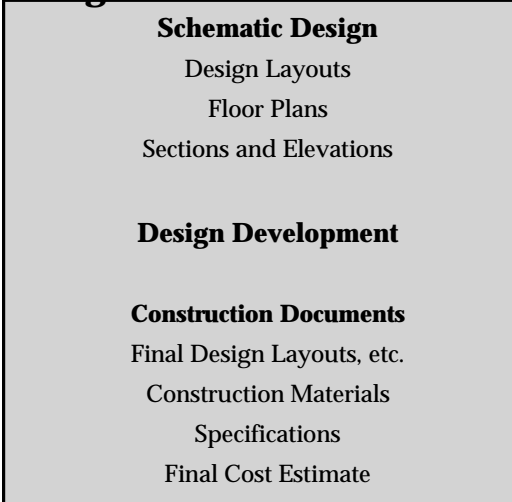 Schematic Design
Design Layouts
Floor Plans
Sections and Elevations
Design Development
Construction Documents
Final Design Layouts, etc.
Construction Materials
Specifications
Final Cost Estimate